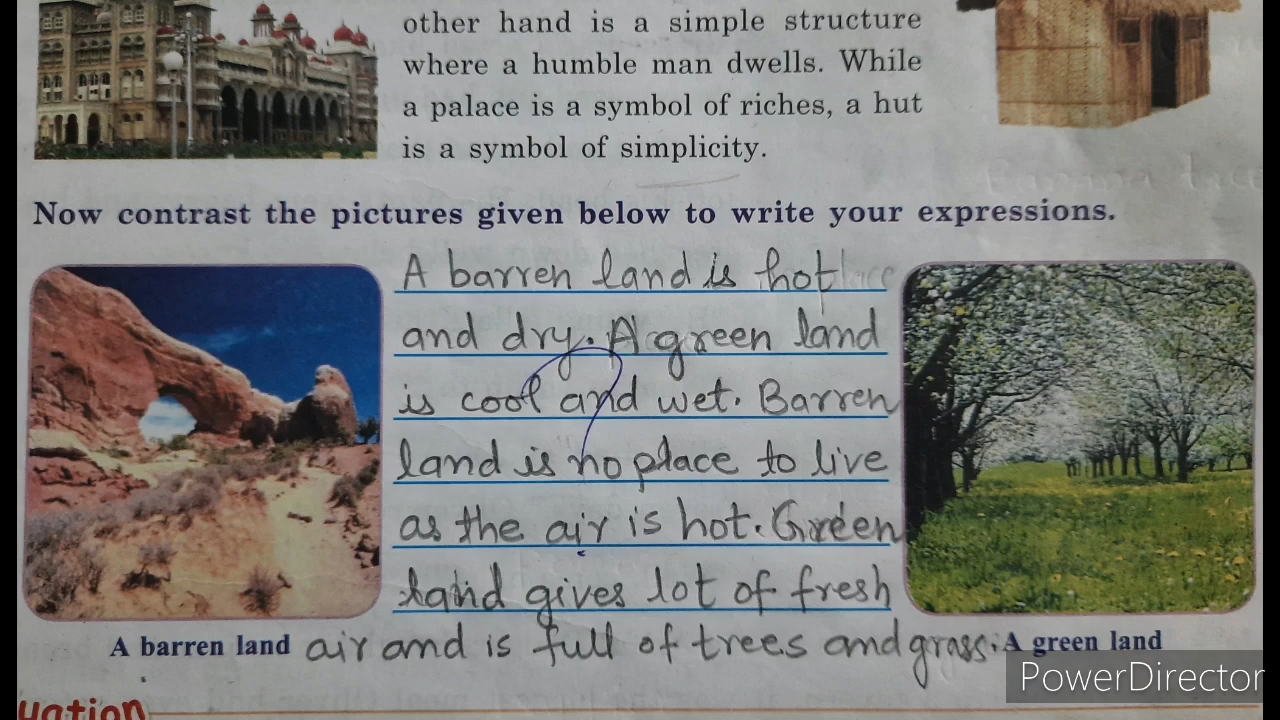 other hand is a simple structure
where a humble man dwells. While
a palace is a symbol of riches, a hut
is a symbol of simplicity.
Now contrast the pictures given below to write your expressions.
A barren land is hot
and dry. A green land
is cool and wet. Barren
land is no place to live
as the air is hot. Green
land gives lot of fresh
air and is full of trees and grass.
A barren land
A green land
PowerDirector
uation